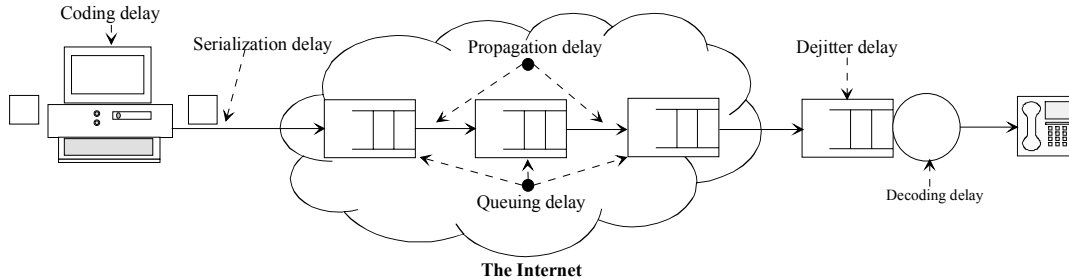 Coding delay
Serialization delay
Propagation delay
Dejitter delay
Queuing delay
Decoding delay
The Internet